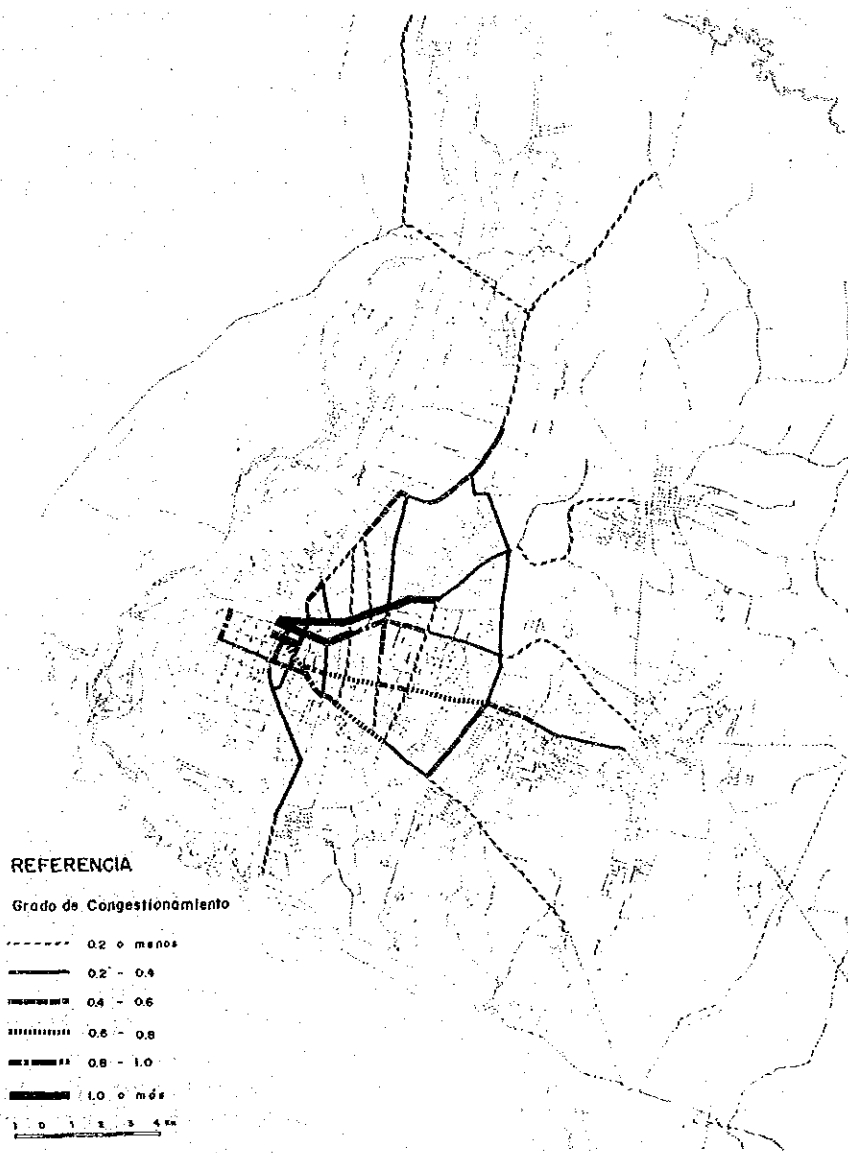 REFERENCIA
Grado de Congestionamiento
0.2 o menos
0.2 - 0.4
0.4 - 0.6
0.6 - 0.8
0.8 - 1.0
1.0 o más
1 0 1 2 3 4 Km